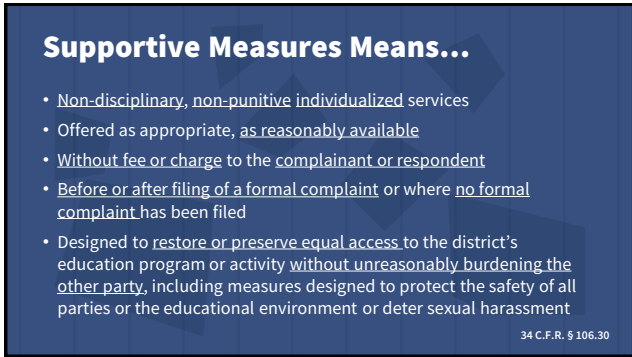 Supportive Measures Means...
• Non-disciplinary, non-punitive individualized services
• Offered as appropriate, as reasonably available
• Without fee or charge to the complainant or respondent
• Before or after filing of a formal complaint or where no formal
complaint has been filed
• Designed to restore or preserve equal access to the district's
education program or activity without unreasonably burdening the
other party, including measures designed to protect the safety of all
parties or the educational environment or deter sexual harassment
34 C.F.R. § 106.30